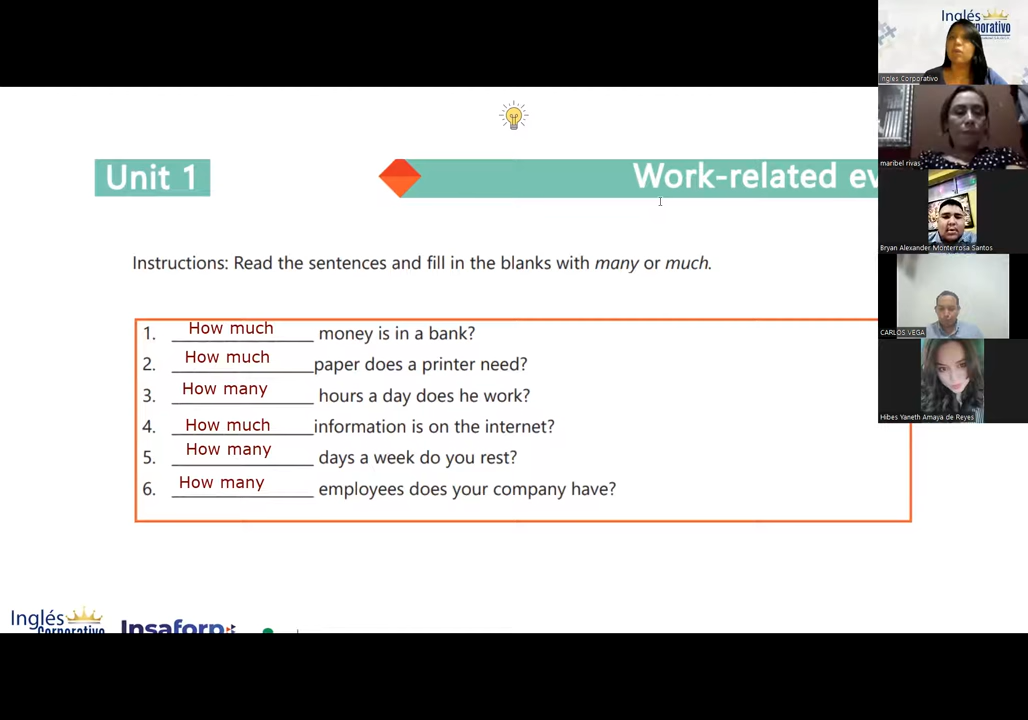 Unit 1
Work-related ev
Instructions: Read the sentences and fill in the blanks with many or much.
1. How much money is in a bank?
2. How much paper does a printer need?
3. How many hours a day does he work?
4. How much information is on the internet?
5. How many days a week do you rest?
6. How many employees does your company have?
Inglés
Corporativo
Insaforp
Inglés
orporativo
Ingles Corporativo
maribel rivas
Bryan Alexander Monterrosa Santos
CARLOS VEGA
Hibes Yaneth Amaya de Reyes